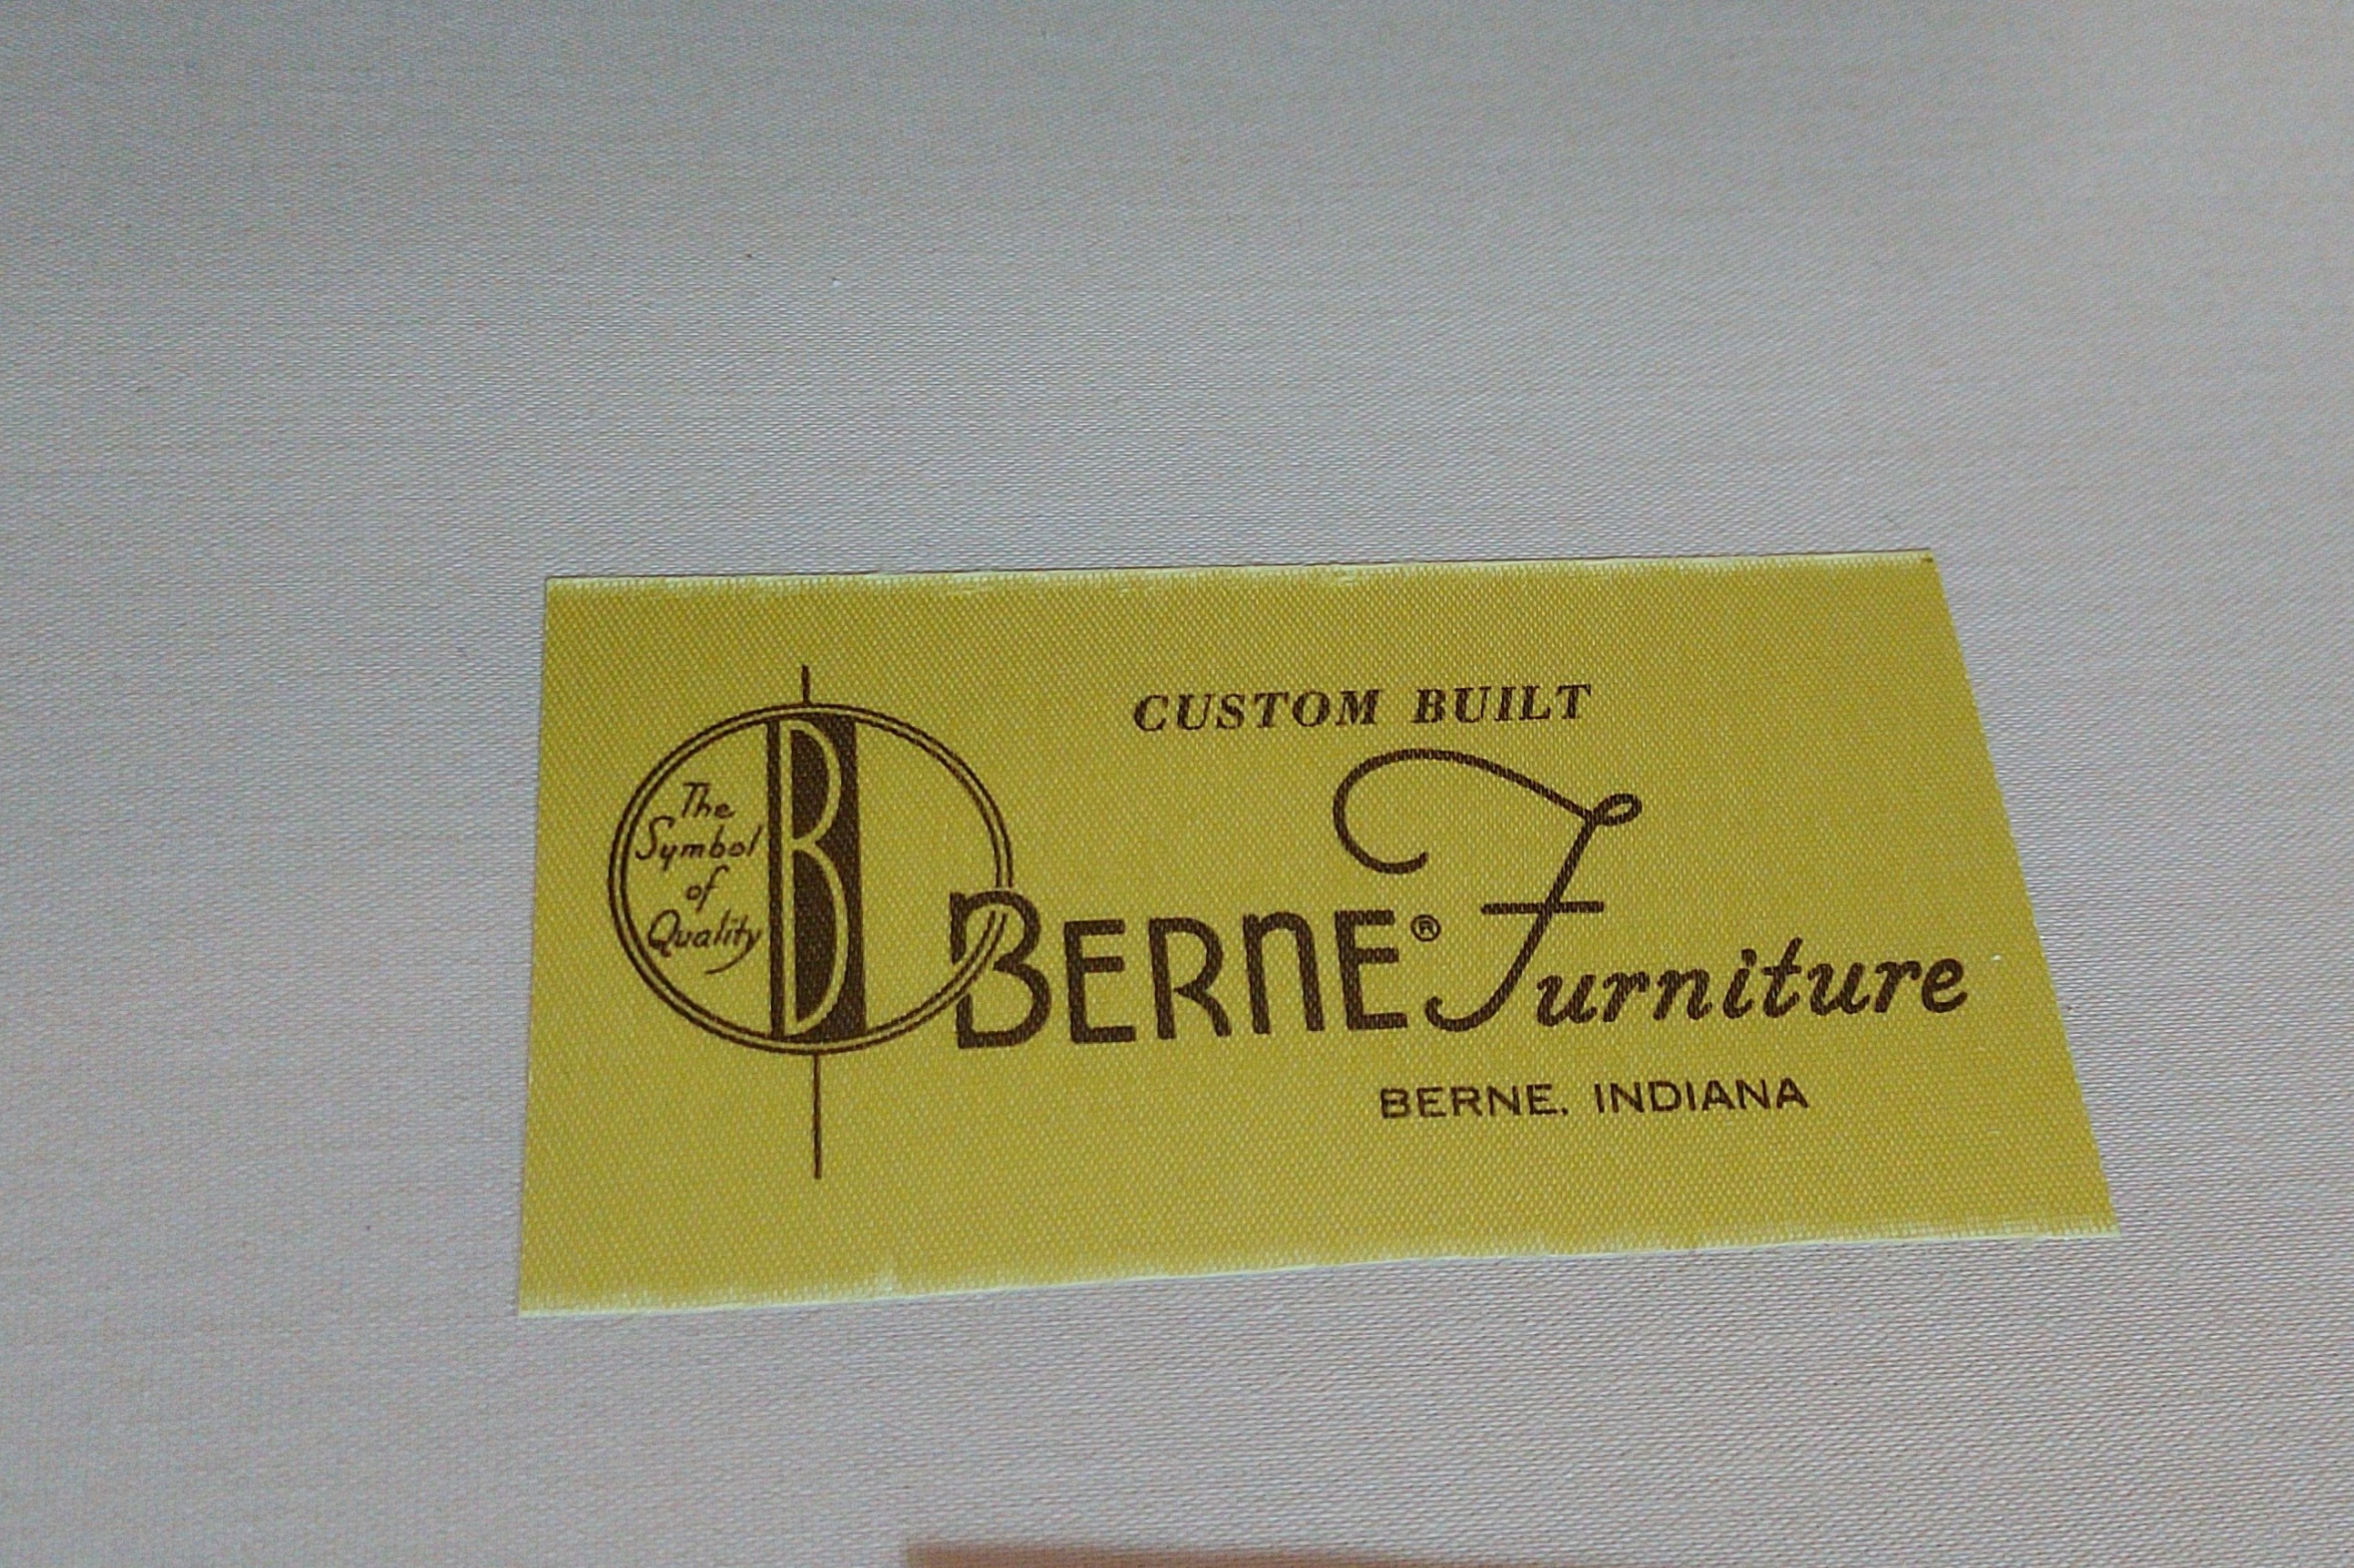 CUSTOM BUILT
The
Symbol
of
Quality
B
BERNE® Furniture
BERNE, INDIANA